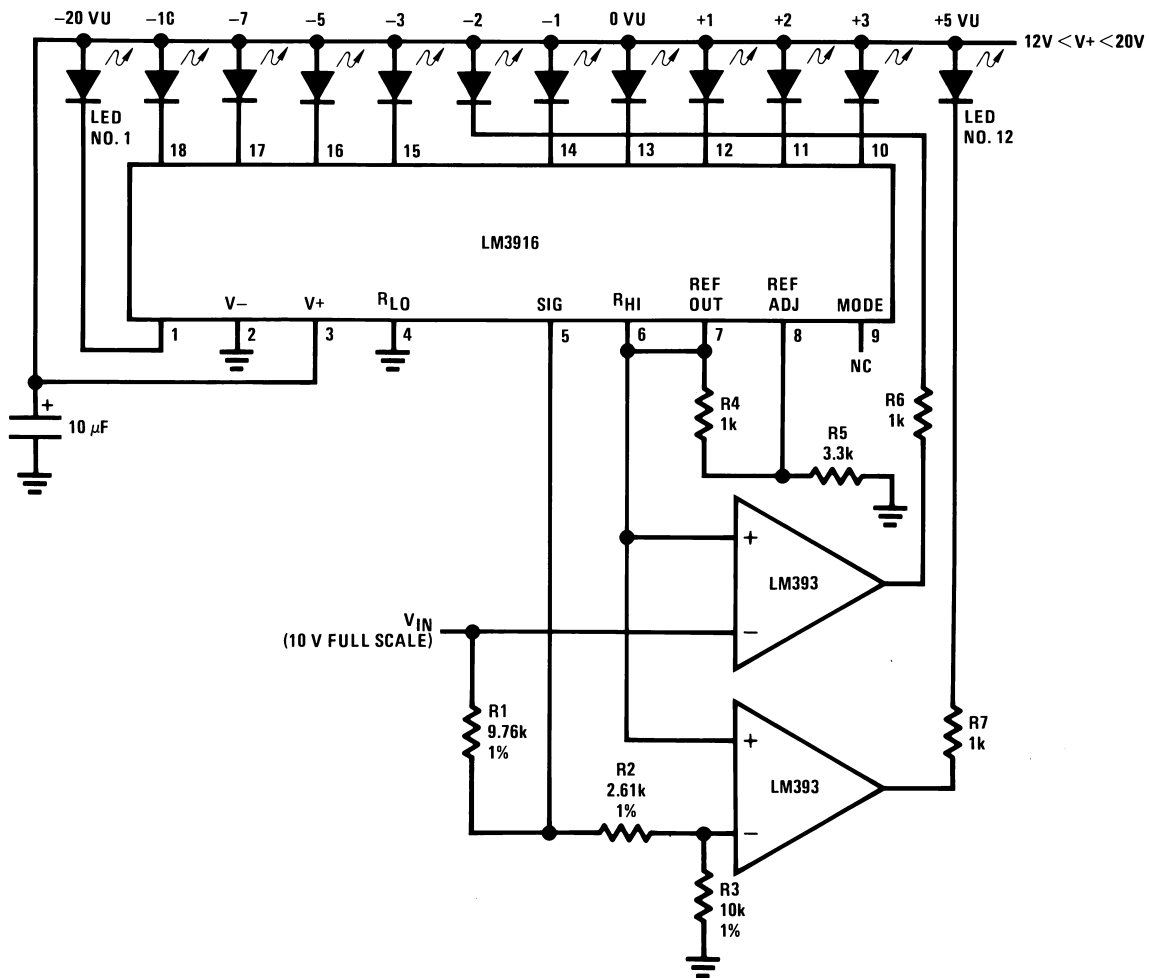 −20 VU −1C −7 −5 −3 −2 −1 0 VU +1 +2 +3 +5 VU
12V <V+ <20V
LED
NO. 1
LED
NO. 12
18 17 16 15 14 13 12 11 10
LM3916
V− V+ RLO SIG RHI REF OUT REF ADJ MODE
1 2 3 4 5 6 7 8 9
NC
+
10 μF
R4
1k
R5
3.3k
R6
1k
+
LM393
−
VIN
(10 V FULL SCALE)
R1
9.76k
1%
R2
2.61k
1%
+
LM393
−
R7
1k
R3
10k
1%